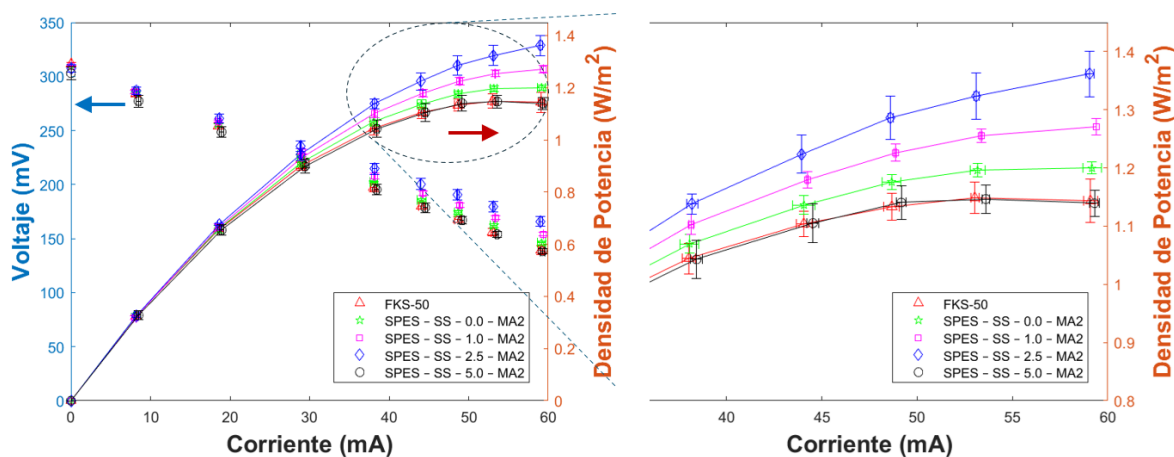 350
300
250
200
150
100
50
0
Voltaje (mV)
0
10
20
30
40
50
60
Corriente (mA)
1.4
1.2
1
0.8
0.6
0.4
0.2
0
Densidad de Potencia (W/m²)
FKS-50
SPES – SS – 0.0 – MA2
SPES – SS – 1.0 – MA2
SPES – SS – 2.5 – MA2
SPES – SS – 5.0 – MA2
40
45
50
55
60
Corriente (mA)
1.4
1.3
1.2
1.1
1
0.9
0.8
Densidad de Potencia (W/m²)
FKS-50
SPES – SS – 0.0 – MA2
SPES – SS – 1.0 – MA2
SPES – SS – 2.5 – MA2
SPES – SS – 5.0 – MA2